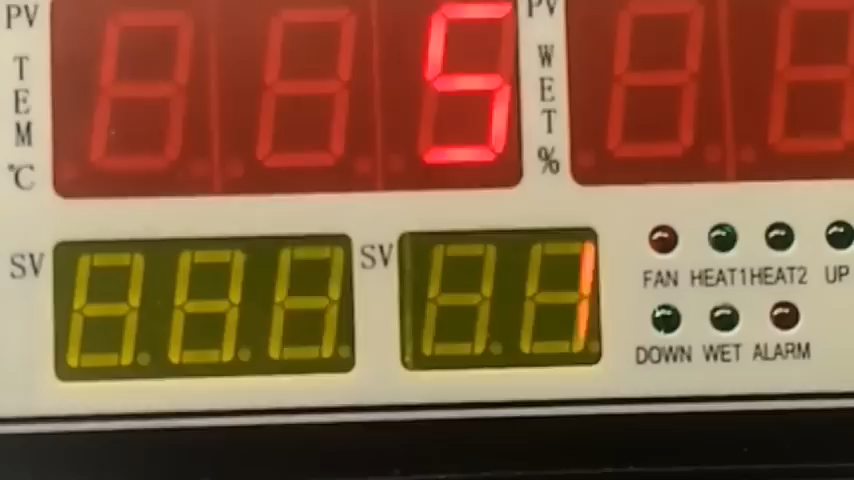 PV
TEM
℃
5
PV
WET
%
SV
SV
1
FAN HEAT1 HEAT2 UP
DOWN WET ALARM